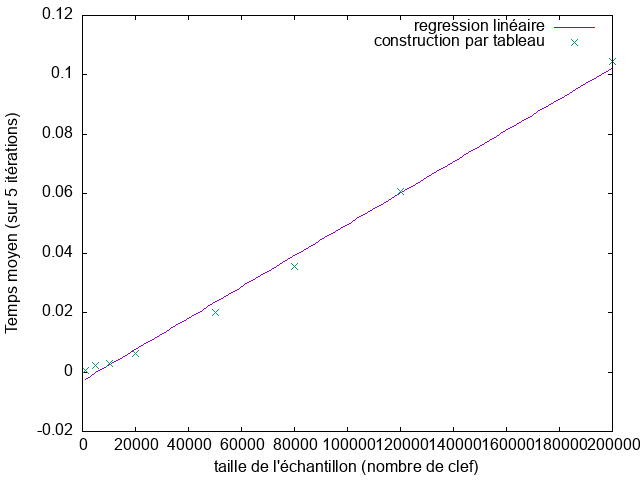 regression linéaire
construction par tableau
0.12
0.1
0.08
0.06
0.04
0.02
0
-0.02
Temps moyen (sur 5 itérations)
0 20000 40000 60000 80000 100000 120000 140000 160000 180000 200000
taille de l'échantillon (nombre de clef)